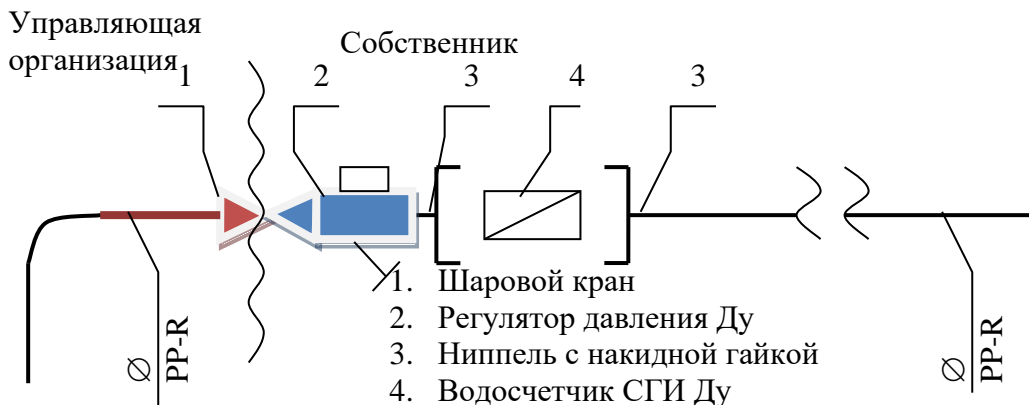 Управляющая
организация
Собственник
1
2
3
4
3
1. Шаровой кран
2. Регулятор давления Ду
3. Ниппель с накидной гайкой
4. Водосчетчик СГИ Ду
∅
PP-R
∅
PP-R